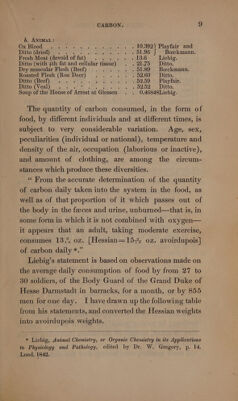 CARBON. 9
b. ANIMAL:
Ox Blood . . . . . . 10.392 } Playfair and
Ditto (dried) . . . . . . 51.96 } Boeckmann.
Fresh Meat (devoid of fat) . . . . 13.6 Liebig.
Ditto (with 4th fat and cellular tissue) . . 21.75 Ditto.
Dry muscular Flesh (Beef) . . . . 51.89 Boeckmann.
Roasted Flesh (Roe Deer) . . . . 52.60 Ditto.
Ditto (Beef) . . . . . . 52.59 Playfair.
Ditto (Veal) . . . . . . 52.52 Ditto.
Soup of the House of Arrest at Giessen . .
Liebig.
The quantity of carbon consumed, in the form of
food, by different individuals and at different times, is
subject to very considerable variation. Age, sex,
peculiarities (individual or national), temperature and
density of the air, occupation (laborious or inactive),
and amount of clothing, are among the circum-
stances which produce these diversities.
“ From the accurate determination of the quantity
of carbon daily taken into the system in the food, as
well as of that proportion of it which passes out of
the body in the fæces and urine, unburned—that is, in
some form in which it is not combined with oxygen—
it appears that an adult, taking moderate exercise,
consumes oz. [Hessian = oz. avoirdupois]
of carbon daily *.”
Liebig’s statement is based on observations made on
the average daily consumption of food by from 27 to
30 soldiers, of the Body Guard of the Grand Duke of
Hesse Darmstadt in barracks, for a month, or by 855
men for one day. I have drawn up the following table
from his statements, and converted the Hessian weights
into avoirdupois weights.
* Liebig, Animal Chemistry, or Organic Chemistry in its Applications
to Physiology and Pathology, edited by Dr. W. Gregory, p. 14.
Lond. 1842.